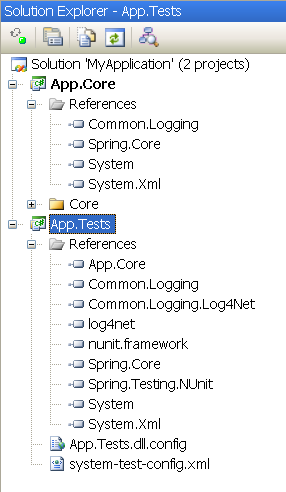 Solution Explorer - App.Tests
Solution 'MyApplication' (2 projects)
App.Core
References
Common.Logging
Spring.Core
System
System.Xml
Core
App.Tests
References
App.Core
Common.Logging
Common.Logging.Log4Net
log4net
nunit.framework
Spring.Core
Spring.Testing.NUnit
System
System.Xml
App.Tests.dll.config
system-test-config.xml